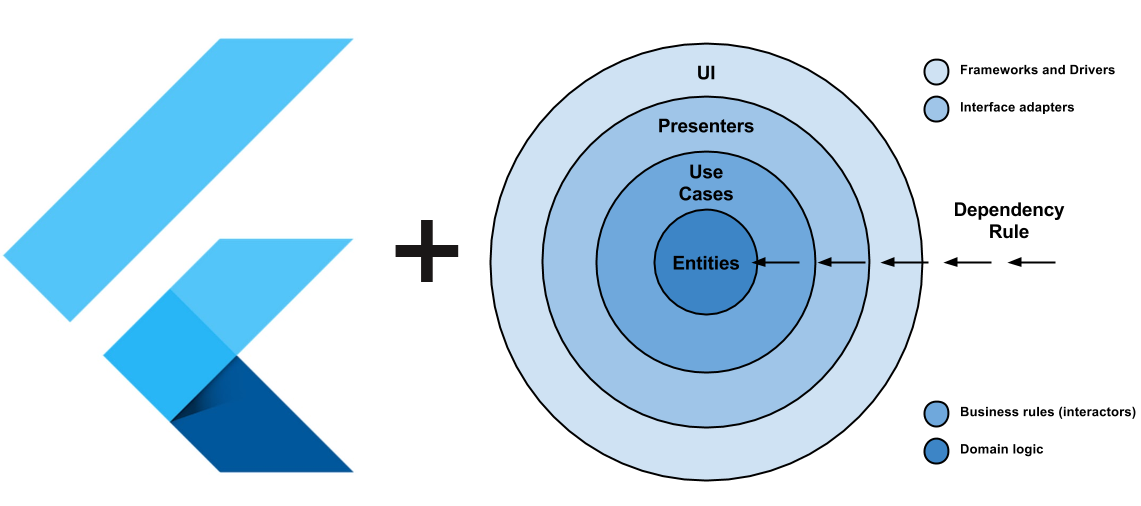 UI
Presenters
Use
Cases
Entities
Frameworks and Drivers
Interface adapters
Dependency
Rule
Business rules (interactors)
Domain logic